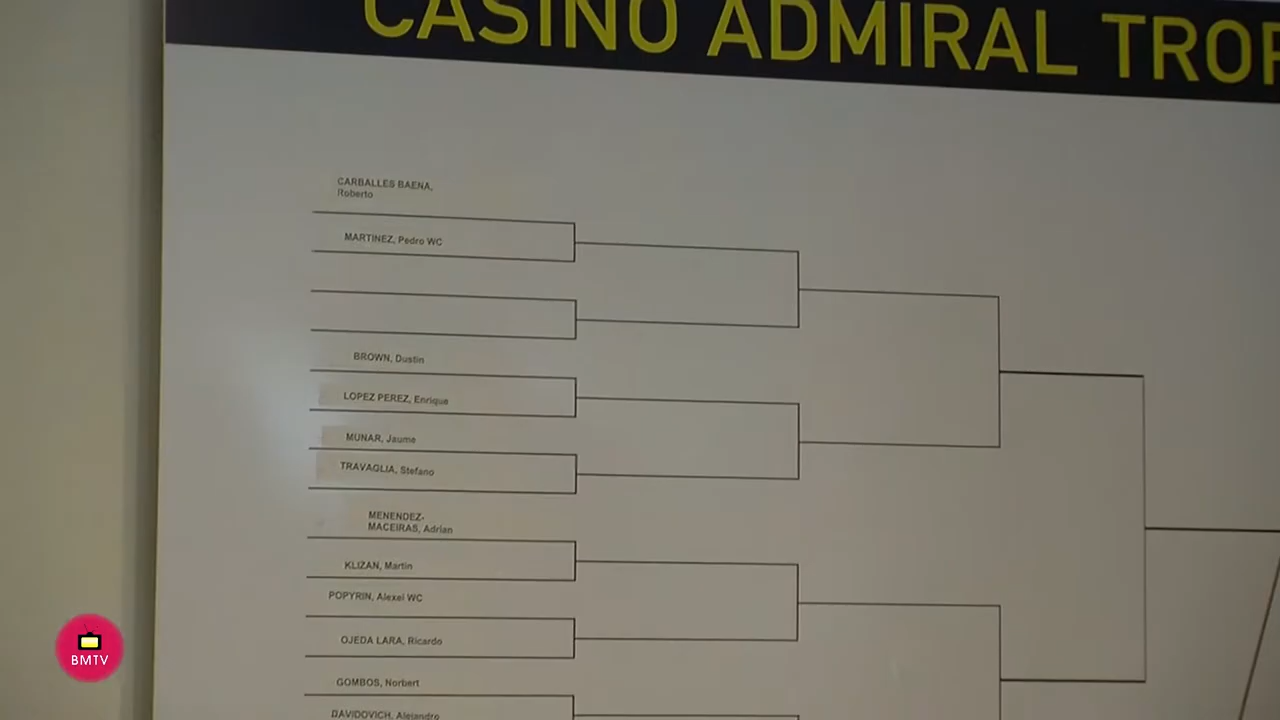 CASINO ADMIRAL TROP
CARBALLES BAENA,
Roberto
MARTINEZ, Pedro WC
BROWN, Dustin
LOPEZ PEREZ, Enrique
MUNAR, Jaume
TRAVAGLIA, Stefano
MENENDEZ-
MACEIRAS, Adrian
KLIZAN, Martin
POPYRIN, Alexei WC
OJEDA LARA, Ricardo
GOMBOS, Norbert
DAVIDOVICH, Alejandro
BMTV